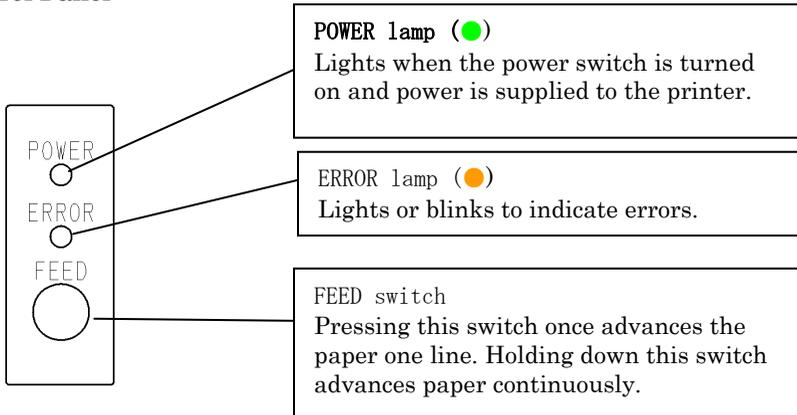 POWER lamp (●)
Lights when the power switch is turned
on and power is supplied to the printer.
POWER
ERROR lamp (●)
Lights or blinks to indicate errors.
ERROR
FEED
FEED switch
Pressing this switch once advances the
paper one line. Holding down this switch
advances paper continuously.